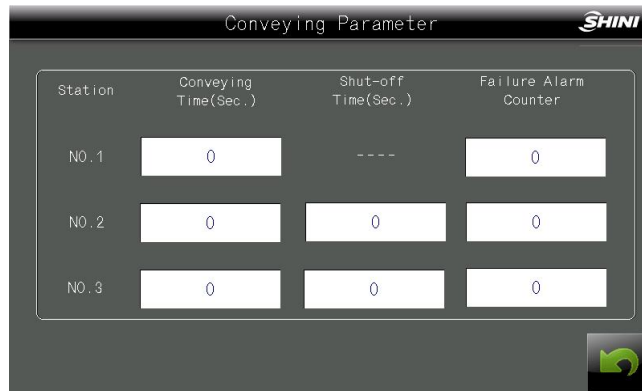 Conveying Parameter
SHINI
Station
Conveying
Time(Sec.)
Shut-off
Time(Sec.)
Failure Alarm
Counter
NO.1
0
----
0
NO.2
0
0
0
NO.3
0
0
0